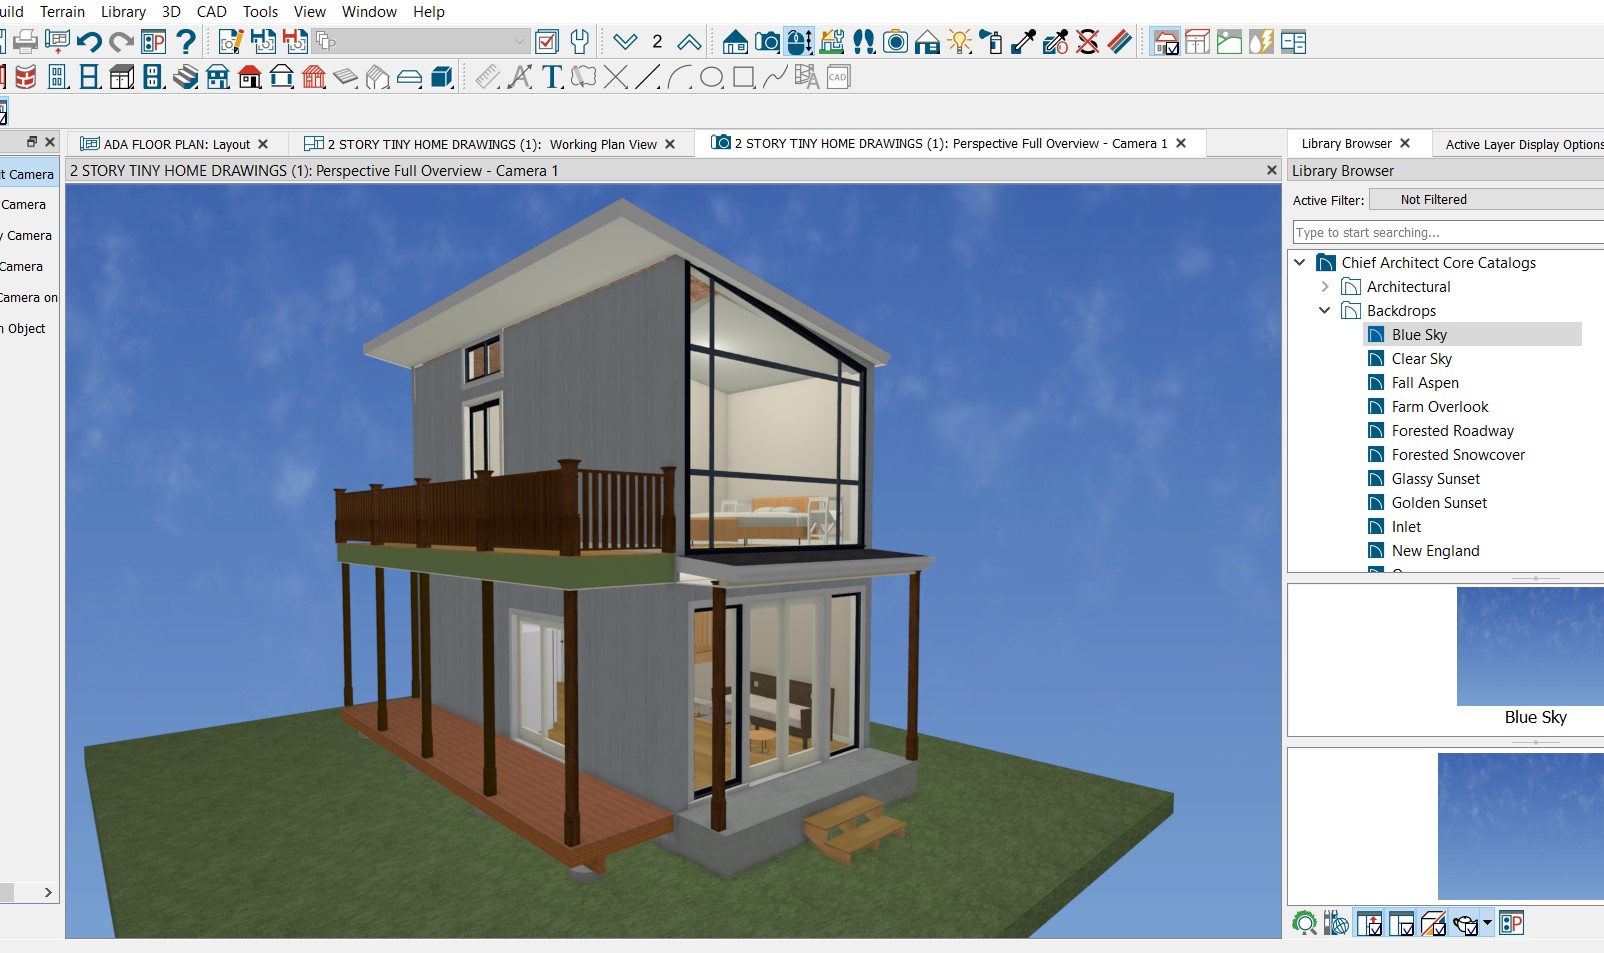 uild Terrain Library 3D CAD Tools View Window Help
2
T
CAD
P
ADA FLOOR PLAN: Layout
2 STORY TINY HOME DRAWINGS (1): Working Plan View
2 STORY TINY HOME DRAWINGS (1): Perspective Full Overview - Camera 1
2 STORY TINY HOME DRAWINGS (1): Perspective Full Overview - Camera 1
t Camera
Camera
y Camera
Camera
Camera on
n Object
Library Browser
Active Layer Display Options
Library Browser
Active Filter: Not Filtered
Type to start searching...
Chief Architect Core Catalogs
Architectural
Backdrops
Blue Sky
Clear Sky
Fall Aspen
Farm Overlook
Forested Roadway
Forested Snowcover
Glassy Sunset
Golden Sunset
Inlet
New England
Blue Sky
P